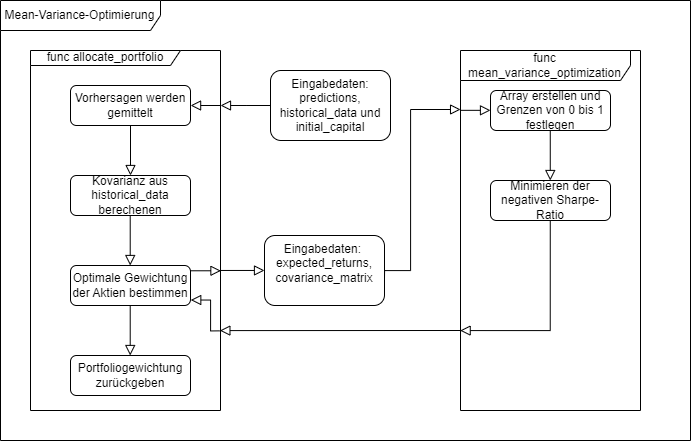 Mean-Variance-Optimierung
func allocate_portfolio
Vorhersagen werden
gemittelt
Kovarianz aus
historical_data
berechenen
Optimale Gewichtung
der Aktien bestimmen
Portfoliogewichtung
zurückgeben
Eingabedaten:
predictions,
historical_data und
initial_capital
Eingabedaten:
expected_returns,
covariance_matrix
func
mean_variance_optimization
Array erstellen und
Grenzen von 0 bis 1
festlegen
Minimieren der
negativen Sharpe-
Ratio